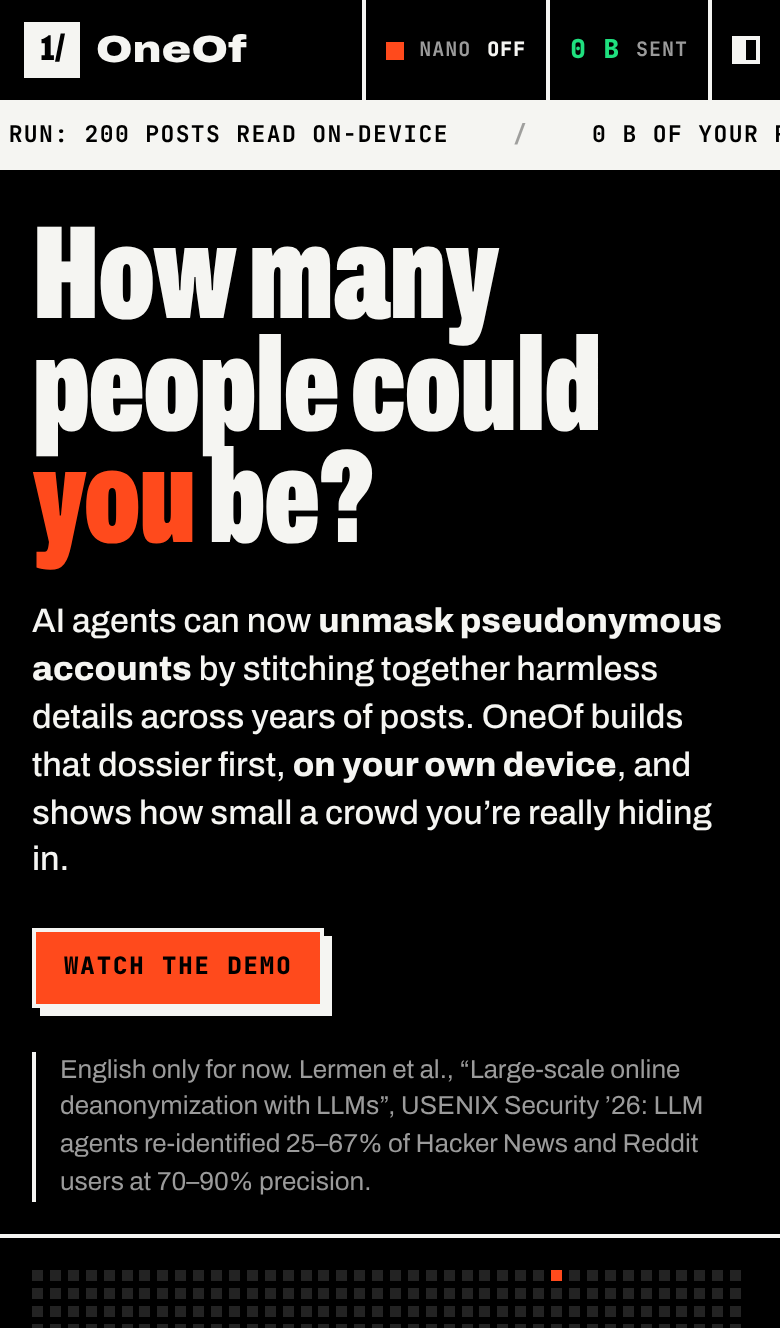 1/ OneOf NANO OFF 0 B SENT
RUN: 200 POSTS READ ON-DEVICE / 0 B OF YOUR
How many
people could
you be?
AI agents can now unmask pseudonymous
accounts by stitching together harmless
details across years of posts. OneOf builds
that dossier first, on your own device, and
shows how small a crowd you’re really hiding
in.
WATCH THE DEMO
English only for now. Lermen et al., “Large-scale online
deanonymization with LLMs”, USENIX Security ’26: LLM
agents re-identified 25–67% of Hacker News and Reddit
users at 70–90% precision.